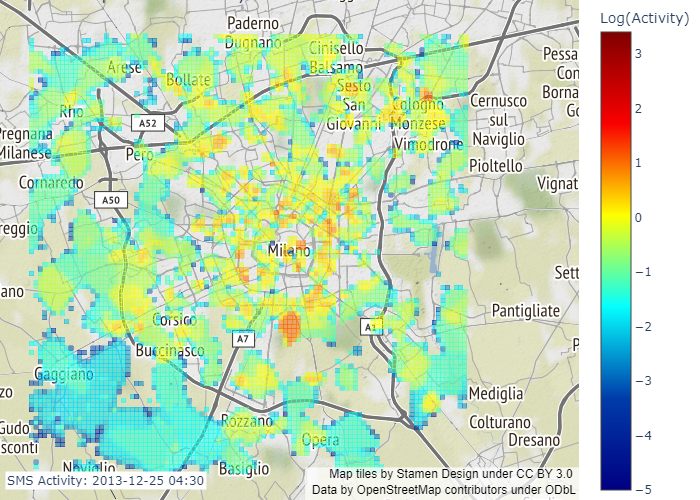 Log(Activity)
Paderno
Dugnano
Cinisello
Balsamo
Arese
Bollate
Sesto
San
Giovanni
Cologno
Monzese
Cernusco
sul
Naviglio
Pessa
Con
Borna
Go
Rho
A52
Pregnana
Milanese
Pero
Vimodrone
Pioltello
Cornaredo
A50
Vignat
reggio
Milano
Sett
ano
Pantigliate
Corsico
A7
A1
Buccinasco
P
Gaggiano
zo
Mediglia
Rozzano
Colturano
Gudo
sconti
Opera
Dresano
Noviglio
Basiglio
3
2
1
0
−1
−2
−3
−4
−5
SMS Activity: 2013-12-25 04:30
Map tiles by Stamen Design under CC BY 3.0
Data by OpenStreetMap contributors under ODbL